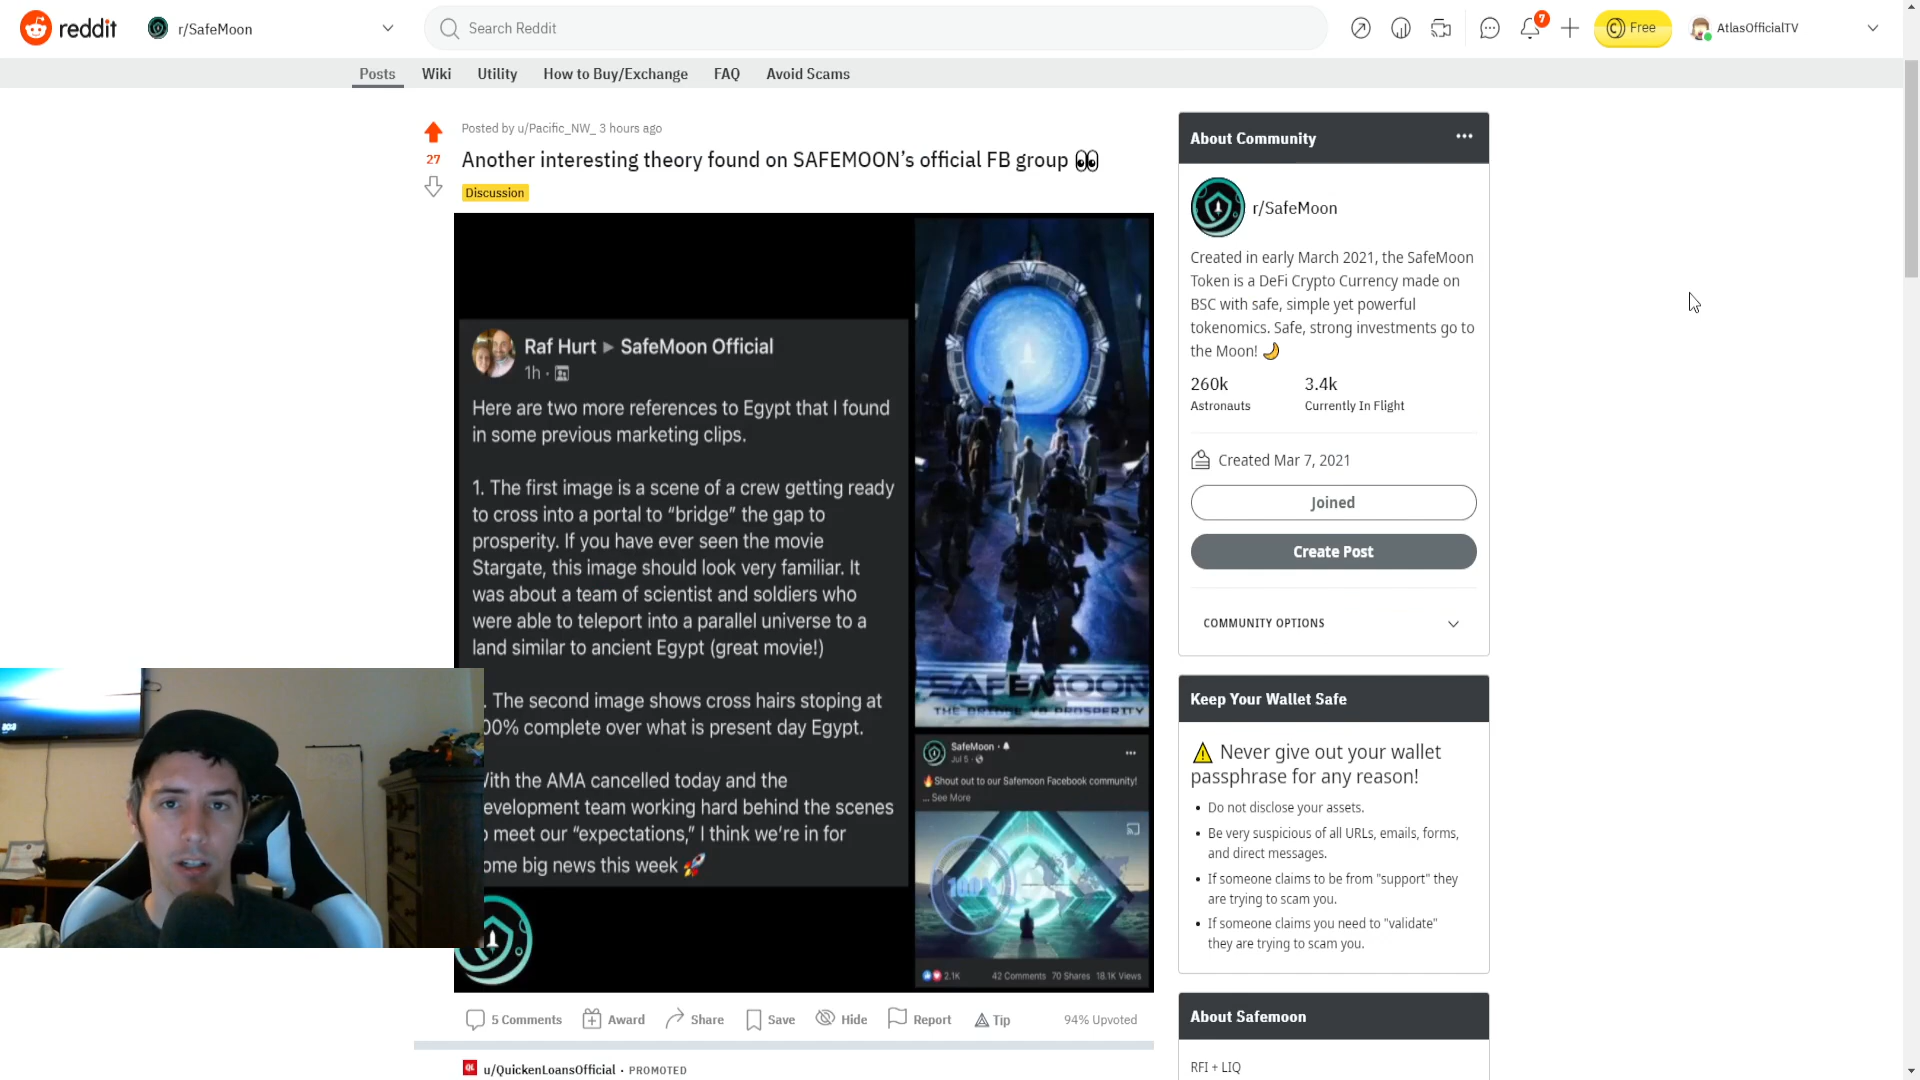 reddit
r/SafeMoon
Search Reddit
7
Free
AtlasOfficialTV
Posts
Wiki
Utility
How to Buy/Exchange
FAQ
Avoid Scams
Posted by u/Pacific_NW_ 3 hours ago
27
Another interesting theory found on SAFEMOON’s official FB group 👀
Discussion
Raf Hurt ▸ SafeMoon Official
1h ·
Here are two more references to Egypt that I found
in some previous marketing clips.
1. The first image is a scene of a crew getting ready
to cross into a portal to “bridge” the gap to
prosperity. If you have ever seen the movie
Stargate, this image should look very familiar. It
was about a team of scientist and soldiers who
were able to teleport into a parallel universe to a
land similar to ancient Egypt (great movie!)
. The second image shows cross hairs stoping at
00% complete over what is present day Egypt.
ith the AMA cancelled today and the
evelopment team working hard behind the scenes
o meet our “expectations,” I think we’re in for
ome big news this week 🚀
SAFEMOON
THE BRIDGE TO PROSPERITY
SafeMoon ·
Jul 5 ·
🔥Shout out to our Safemoon Facebook community!
... See More
100%
2.1K
42 Comments 70 Shares 18.1K Views
5 Comments
Award
Share
Save
Hide
Report
Tip
94% Upvoted
QL
u/QuickenLoansOfficial · PROMOTED
About Community
r/SafeMoon
Created in early March 2021, the SafeMoon
Token is a DeFi Crypto Currency made on
BSC with safe, simple yet powerful
tokenomics. Safe, strong investments go to
the Moon! 🌙
260k
3.4k
Astronauts
Currently In Flight
Created Mar 7, 2021
Joined
Create Post
COMMUNITY OPTIONS
Keep Your Wallet Safe
⚠️ Never give out your wallet
passphrase for any reason!
• Do not disclose your assets.
• Be very suspicious of all URLs, emails, forms,
and direct messages.
• If someone claims to be from "support" they
are trying to scam you.
• If someone claims you need to "validate"
they are trying to scam you.
About Safemoon
RFI + LIQ